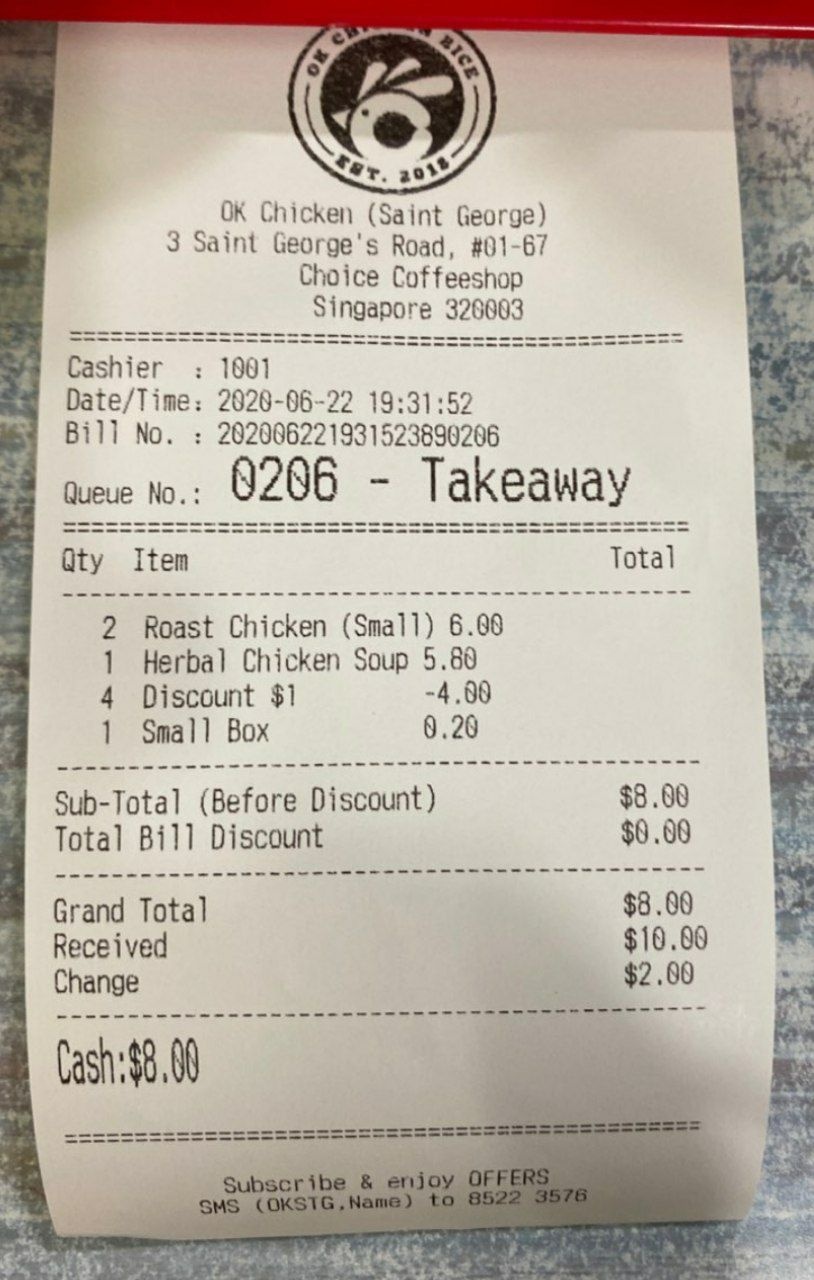 OK CHICKEN RICE
EST. 2018
OK Chicken (Saint George)
3 Saint George's Road, #01-67
Choice Coffeeshop
Singapore 320003
================================================
Cashier : 1001
Date/Time: 2020-06-22 19:31:52
Bill No. : 202006221931523890206
Queue No.: 0206 - Takeaway
================================================
Qty Item Total
------------------------------------------------
2 Roast Chicken (Small) 6.00
1 Herbal Chicken Soup 5.80
4 Discount $1 -4.00
1 Small Box 0.20
------------------------------------------------
Sub-Total (Before Discount) $8.00
Total Bill Discount $0.00
------------------------------------------------
Grand Total $8.00
Received $10.00
Change $2.00
------------------------------------------------
Cash:$8.00
================================================
Subscribe & enjoy OFFERS
SMS (OKSTG,Name) to 8522 3576